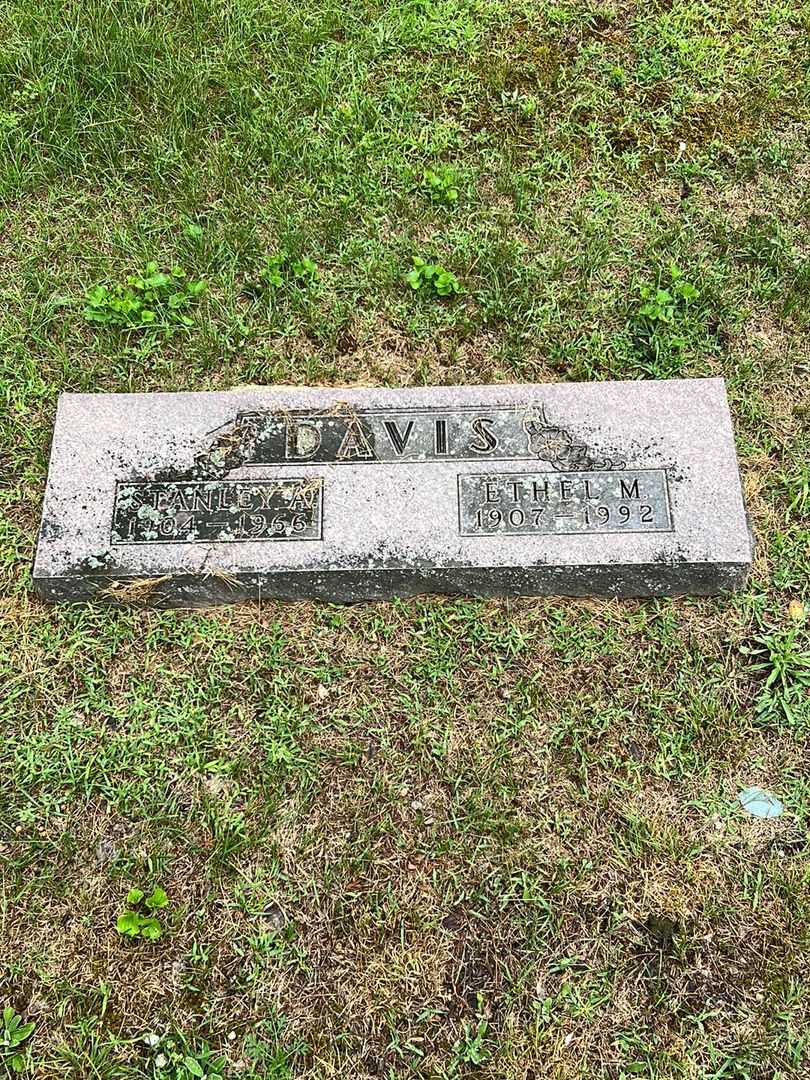 DAVIS
STANLEY A.
1904 — 1966
ETHEL M.
1907 — 1992